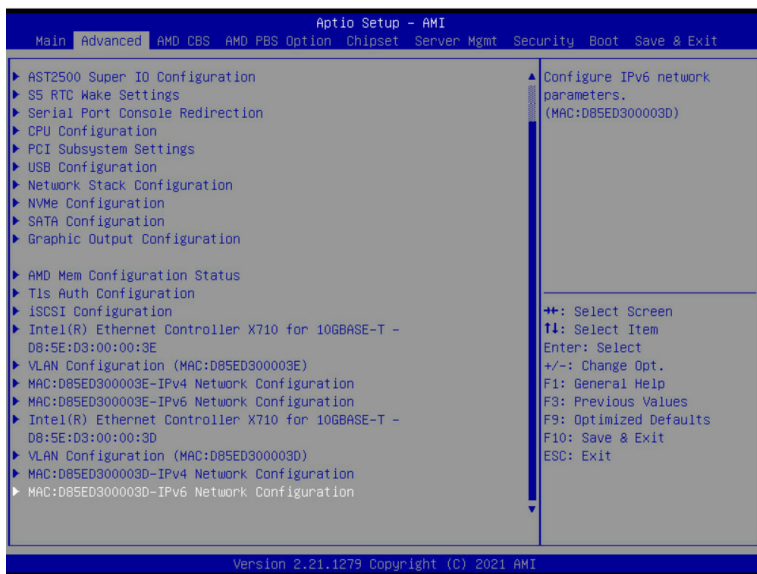 Aptio Setup - AMI
Main Advanced AMD CBS AMD PBS Option Chipset Server Mgmt Security Boot Save & Exit
AST2500 Super IO Configuration
S5 RTC Wake Settings
Serial Port Console Redirection
CPU Configuration
PCI Subsystem Settings
USB Configuration
Network Stack Configuration
NVMe Configuration
SATA Configuration
Graphic Output Configuration
AMD Mem Configuration Status
Tls Auth Configuration
iSCSI Configuration
Intel(R) Ethernet Controller X710 for 10GBASE-T -
D8:5E:D3:00:00:3E
VLAN Configuration (MAC:D85ED300003E)
MAC:D85ED300003E-IPv4 Network Configuration
MAC:D85ED300003E-IPv6 Network Configuration
Intel(R) Ethernet Controller X710 for 10GBASE-T -
D8:5E:D3:00:00:3D
VLAN Configuration (MAC:D85ED300003D)
MAC:D85ED300003D-IPv4 Network Configuration
MAC:D85ED300003D-IPv6 Network Configuration
Configure IPv6 network
parameters.
(MAC:D85ED300003D)
→←: Select Screen
↑↓: Select Item
Enter: Select
+/-: Change Opt.
F1: General Help
F3: Previous Values
F9: Optimized Defaults
F10: Save & Exit
ESC: Exit
Version 2.21.1279 Copyright (C) 2021 AMI